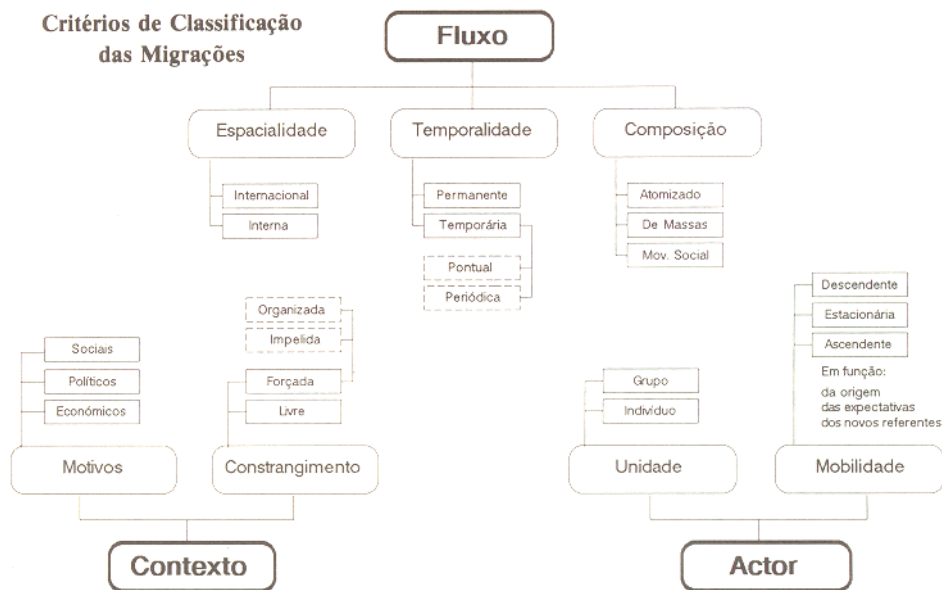 Critérios de Classificação
das Migrações
Fluxo
Espacialidade
Temporalidade
Composição
Internacional
Interna
Permanente
Temporária
Pontual
Periódica
Atomizado
De Massas
Mov. Social
Sociais
Políticos
Económicos
Motivos
Organizada
Impelida
Forçada
Livre
Constrangimento
Contexto
Grupo
Indivíduo
Unidade
Descendente
Estacionária
Ascendente
Em função:
da origem
das expectativas
dos novos referentes
Mobilidade
Actor